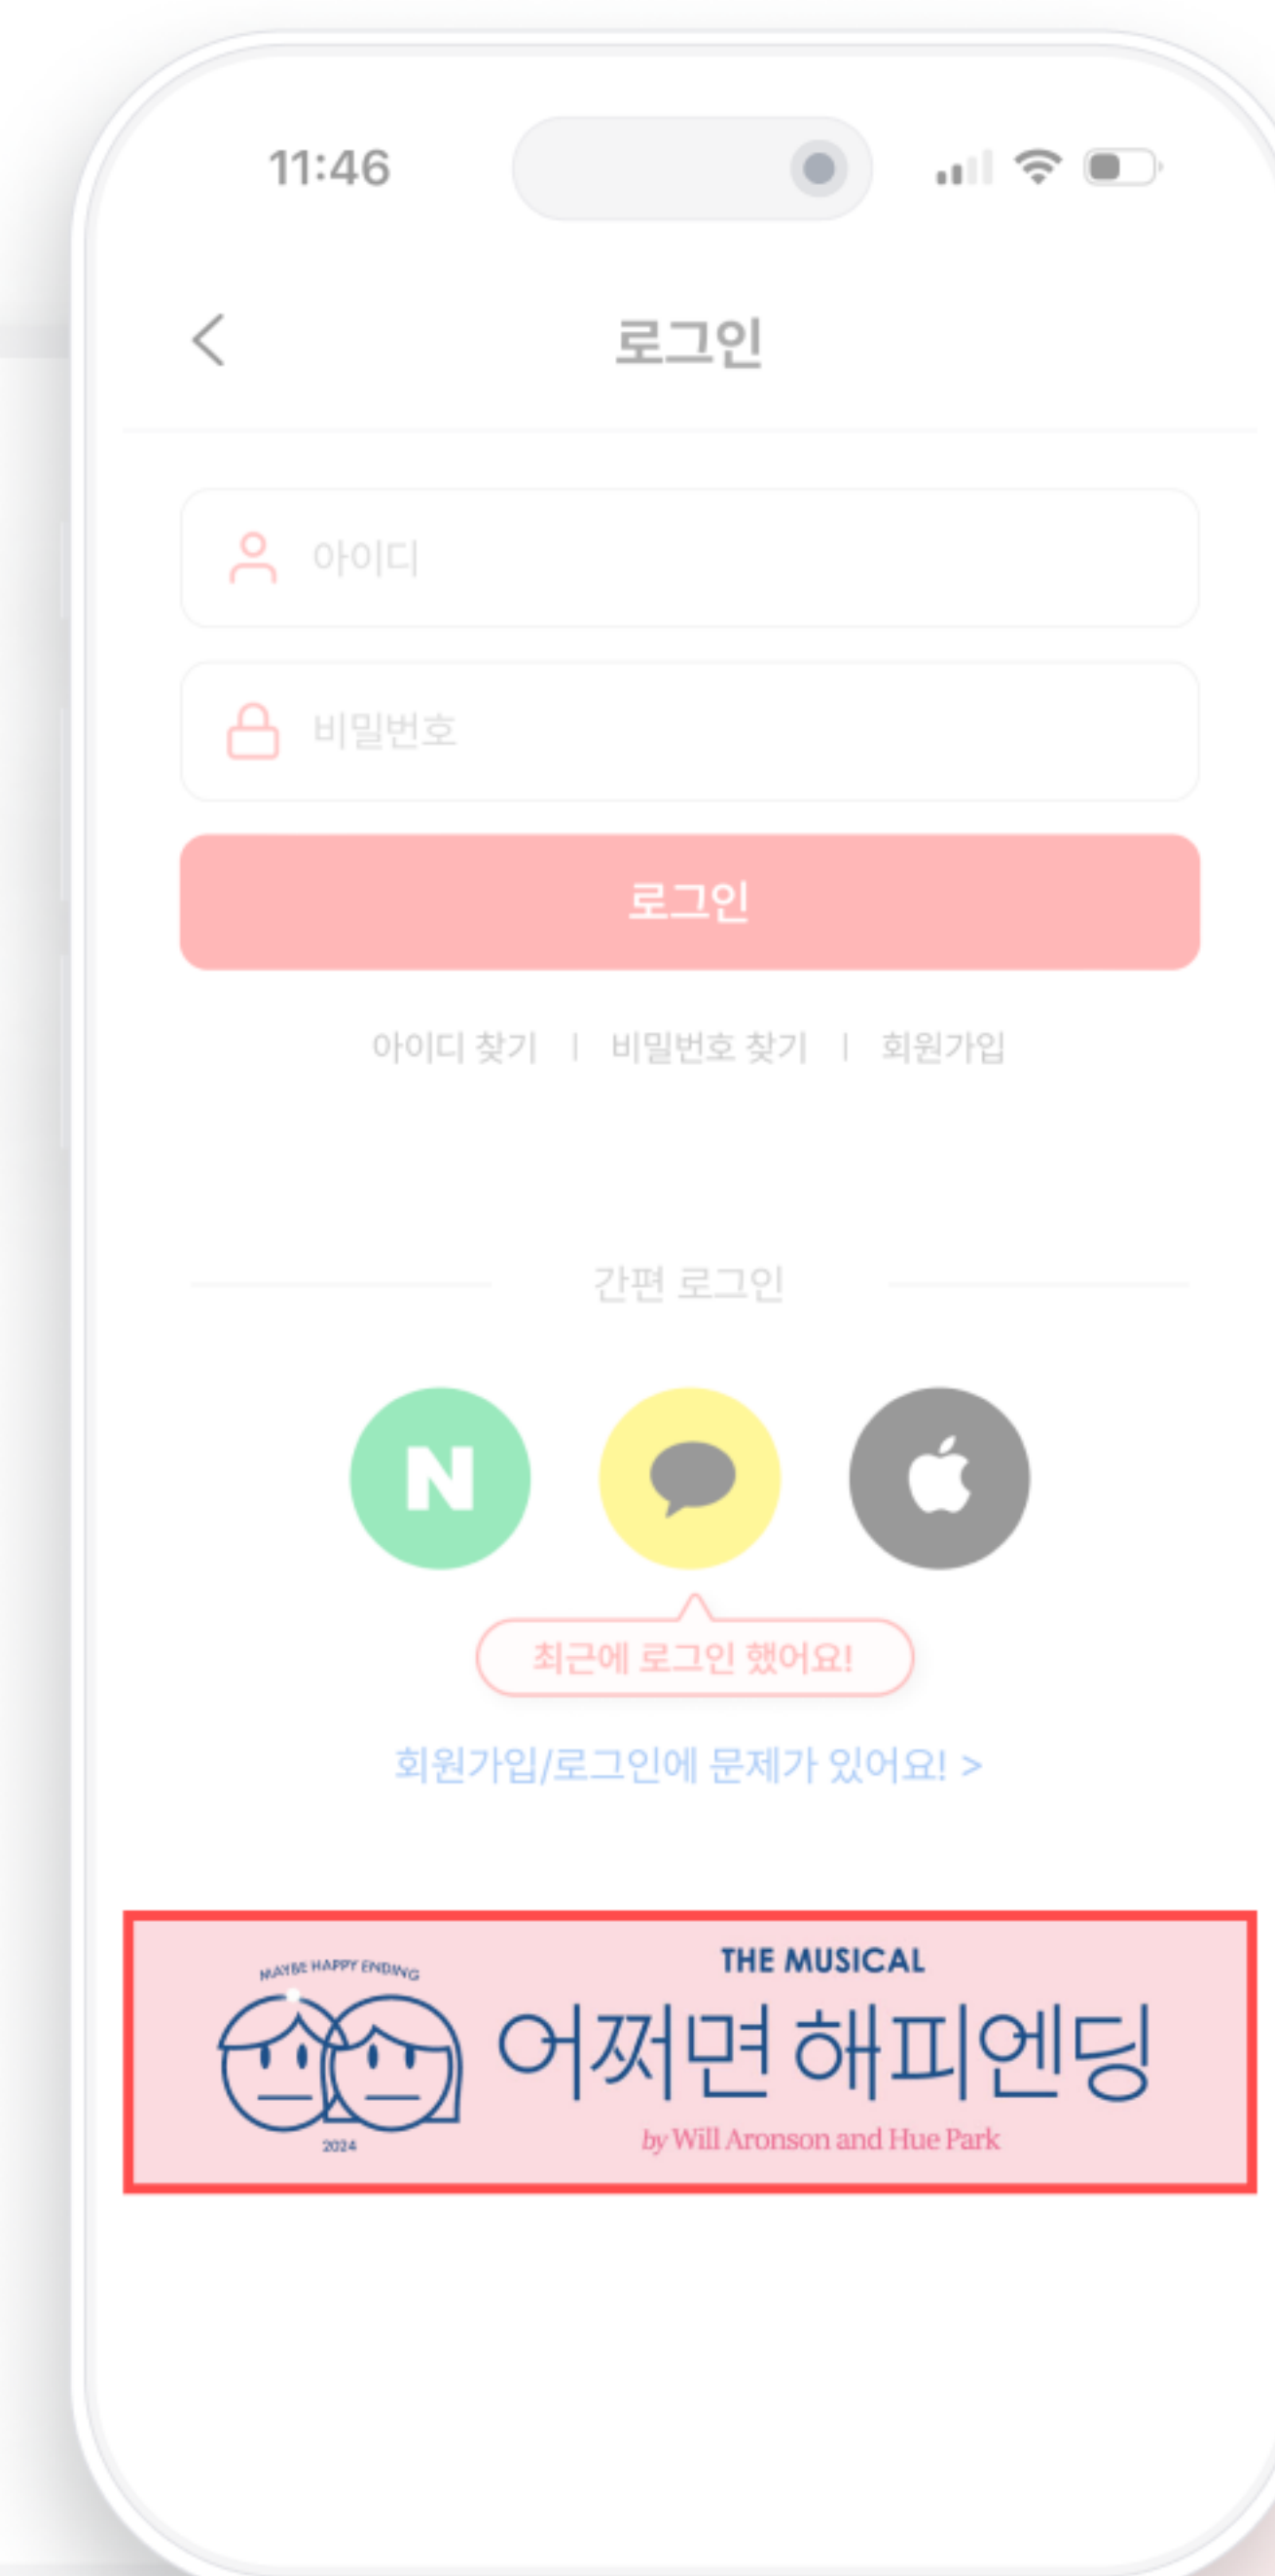 11:46
로그인
아이디
비밀번호
로그인
아이디 찾기 | 비밀번호 찾기 | 회원가입
간편 로그인
N
최근에 로그인 했어요!
회원가입/로그인에 문제가 있어요! >
MAYBE HAPPY ENDING
2024
THE MUSICAL
어쩌면 해피엔딩
by Will Aronson and Hue Park